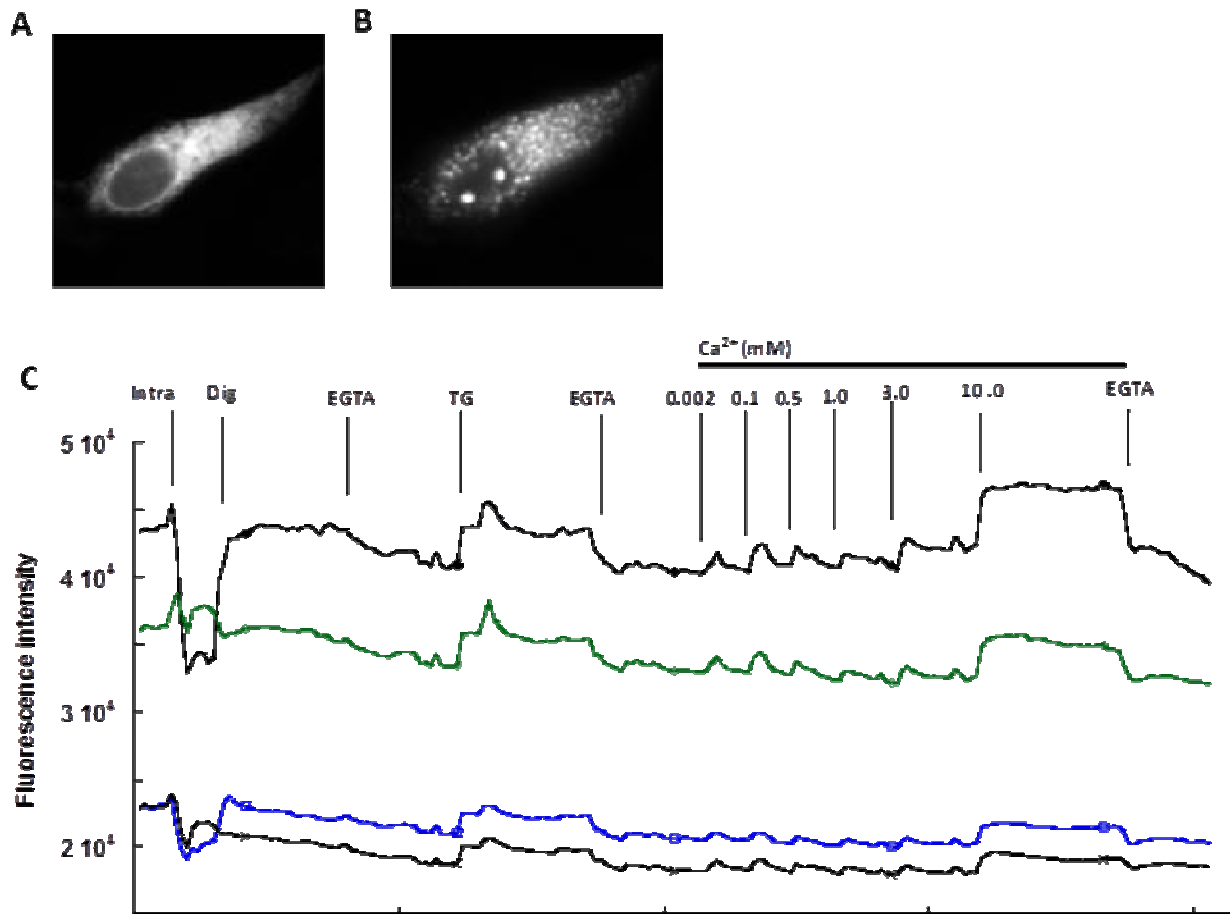 A B
Ca²⁺ (mM)
C
Intra Dig EGTA TG EGTA 0.002 0.1 0.5 1.0 3.0 10.0 EGTA
5 10⁴
4 10⁴
3 10⁴
2 10⁴
Fluorescence intensity